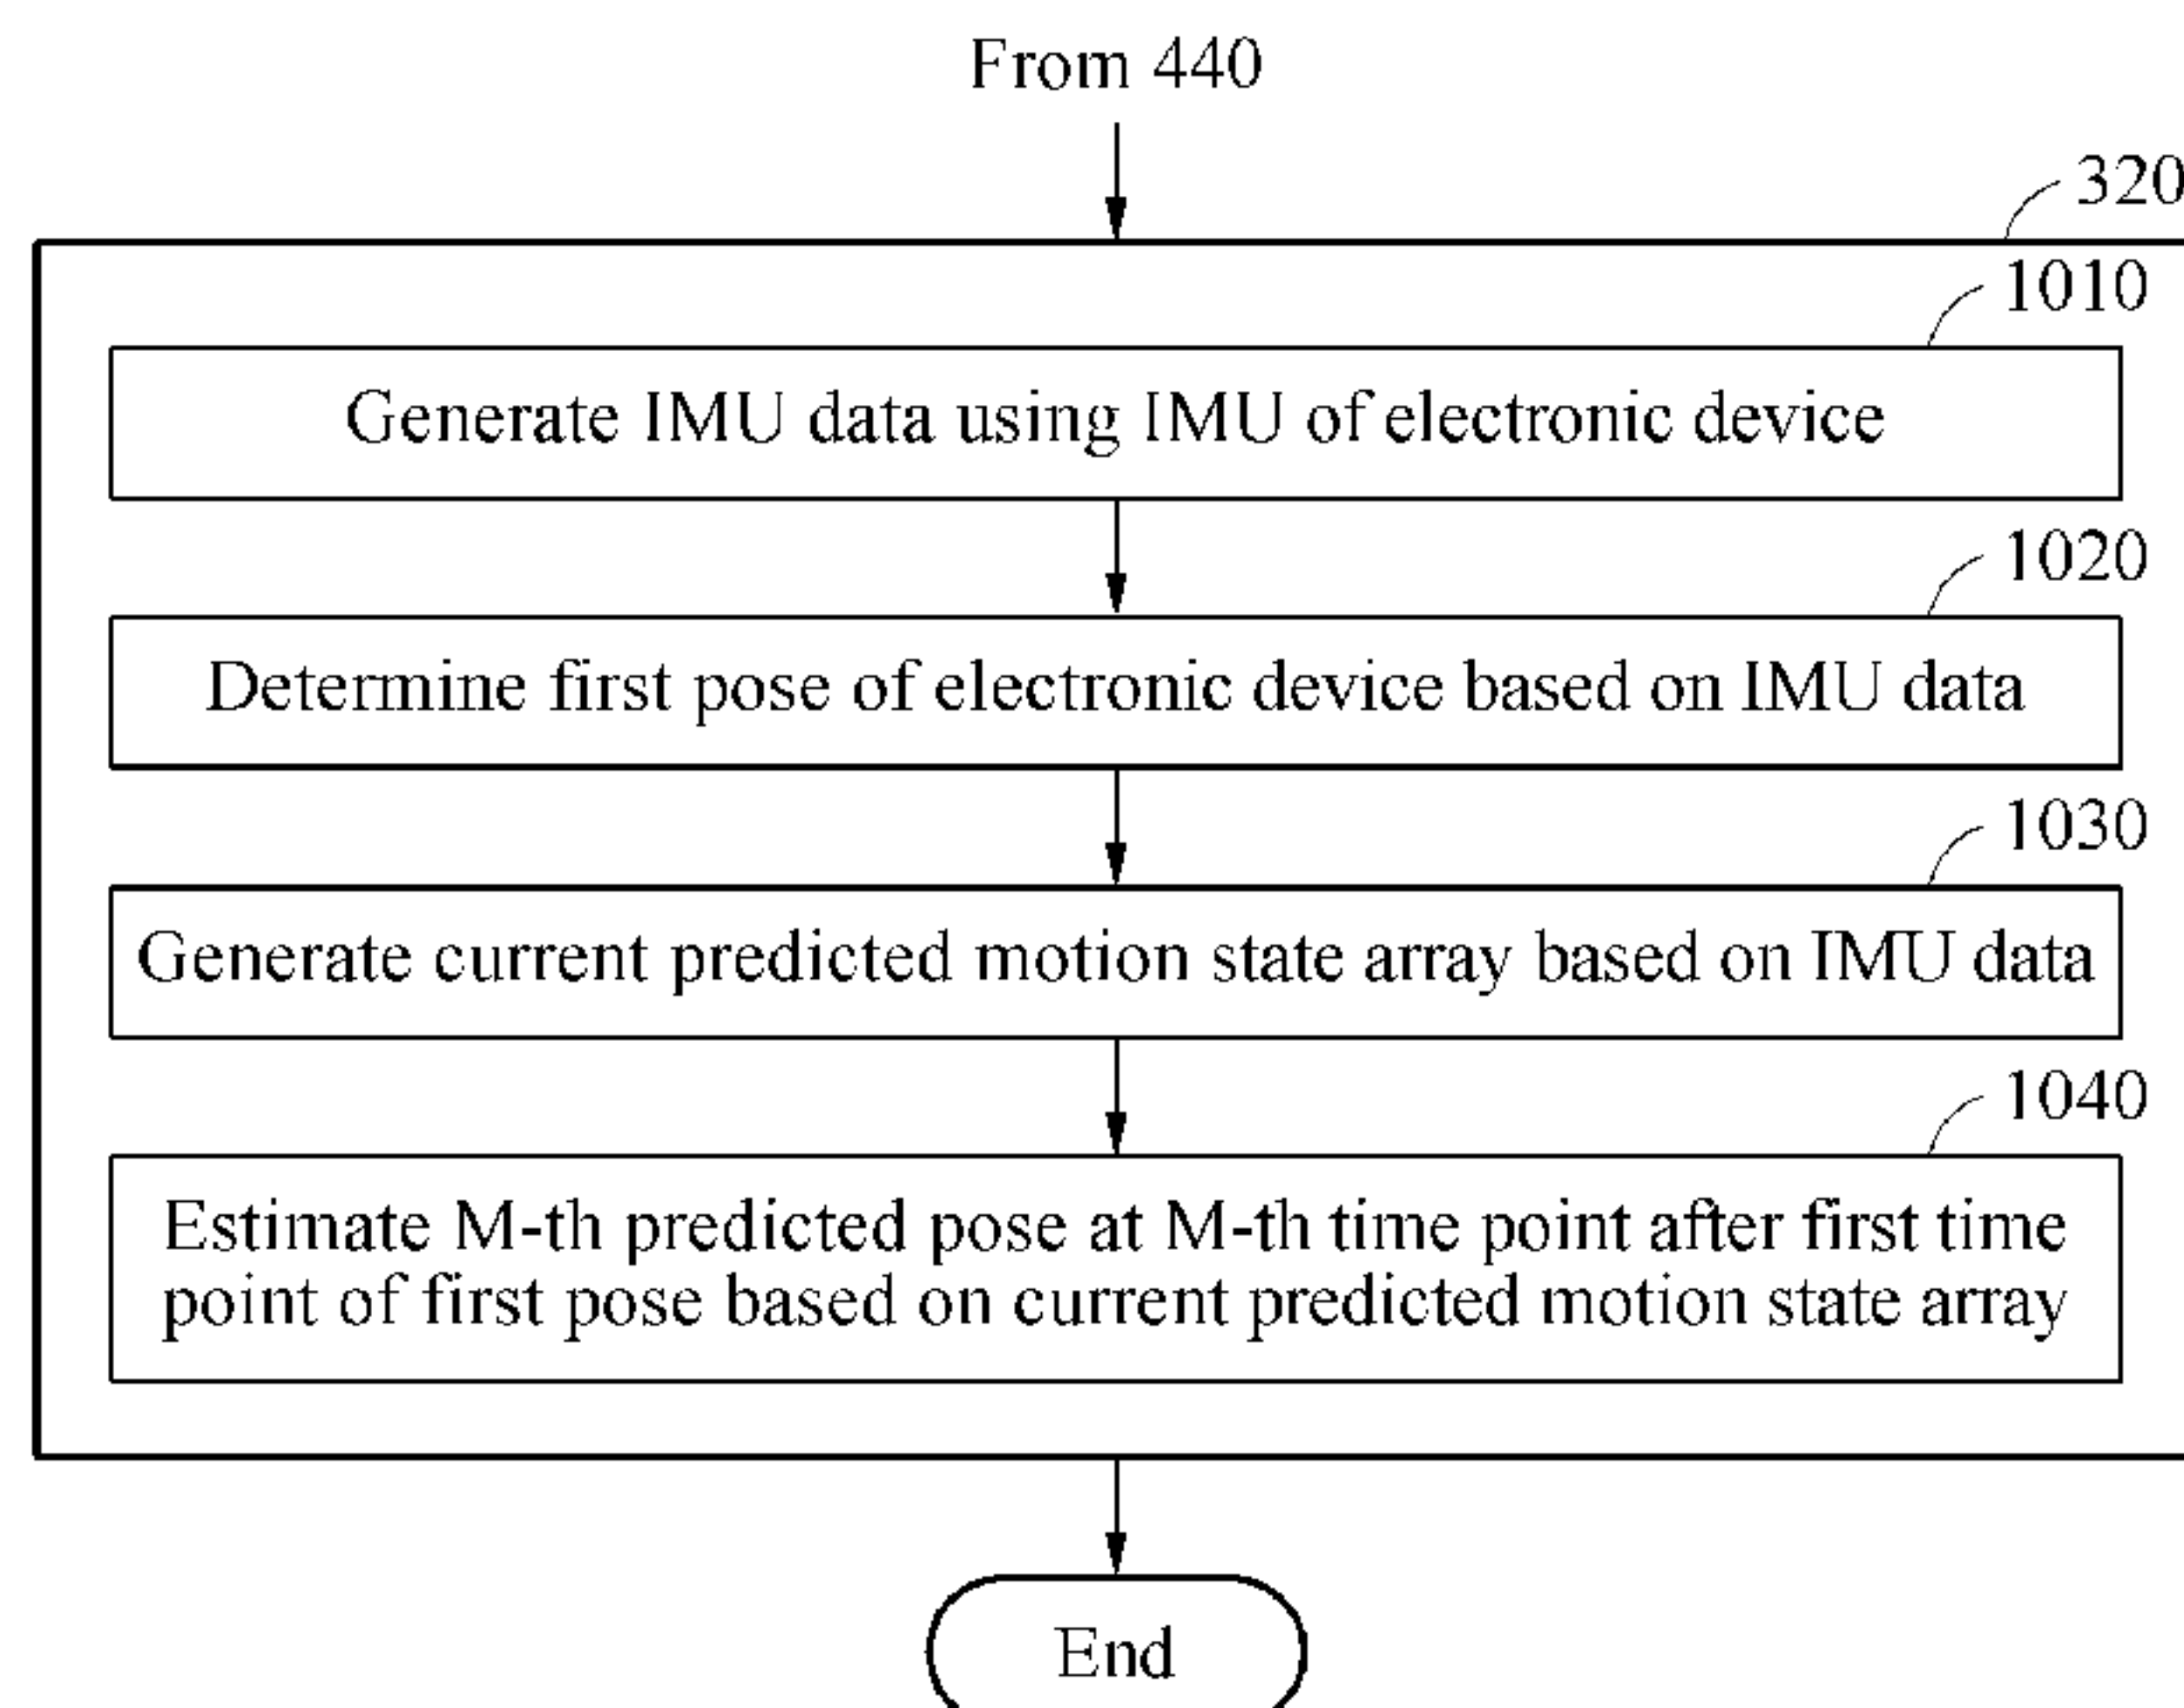 From 440
320
1010
Generate IMU data using IMU of electronic device
1020
Determine first pose of electronic device based on IMU data
1030
Generate current predicted motion state array based on IMU data
1040
Estimate M-th predicted pose at M-th time point after first time
point of first pose based on current predicted motion state array
End